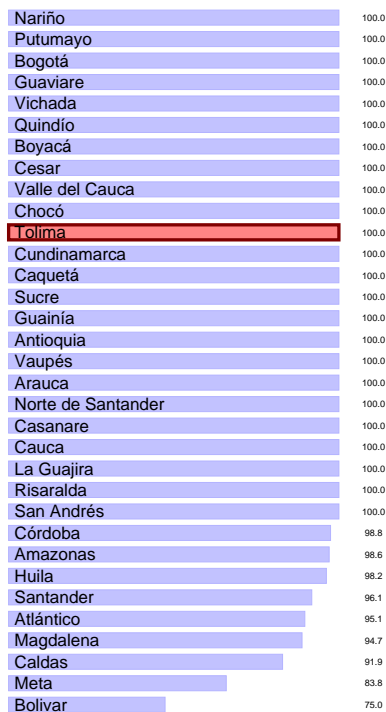 Nariño 100.0
Putumayo 100.0
Bogotá 100.0
Guaviare 100.0
Vichada 100.0
Quindío 100.0
Boyacá 100.0
Cesar 100.0
Valle del Cauca 100.0
Chocó 100.0
Tolima 100.0
Cundinamarca 100.0
Caquetá 100.0
Sucre 100.0
Guainía 100.0
Antioquia 100.0
Vaupés 100.0
Arauca 100.0
Norte de Santander 100.0
Casanare 100.0
Cauca 100.0
La Guajira 100.0
Risaralda 100.0
San Andrés 100.0
Córdoba 98.8
Amazonas 98.6
Huila 98.2
Santander 96.1
Atlántico 95.1
Magdalena 94.7
Caldas 91.9
Meta 83.8
Bolivar 75.0